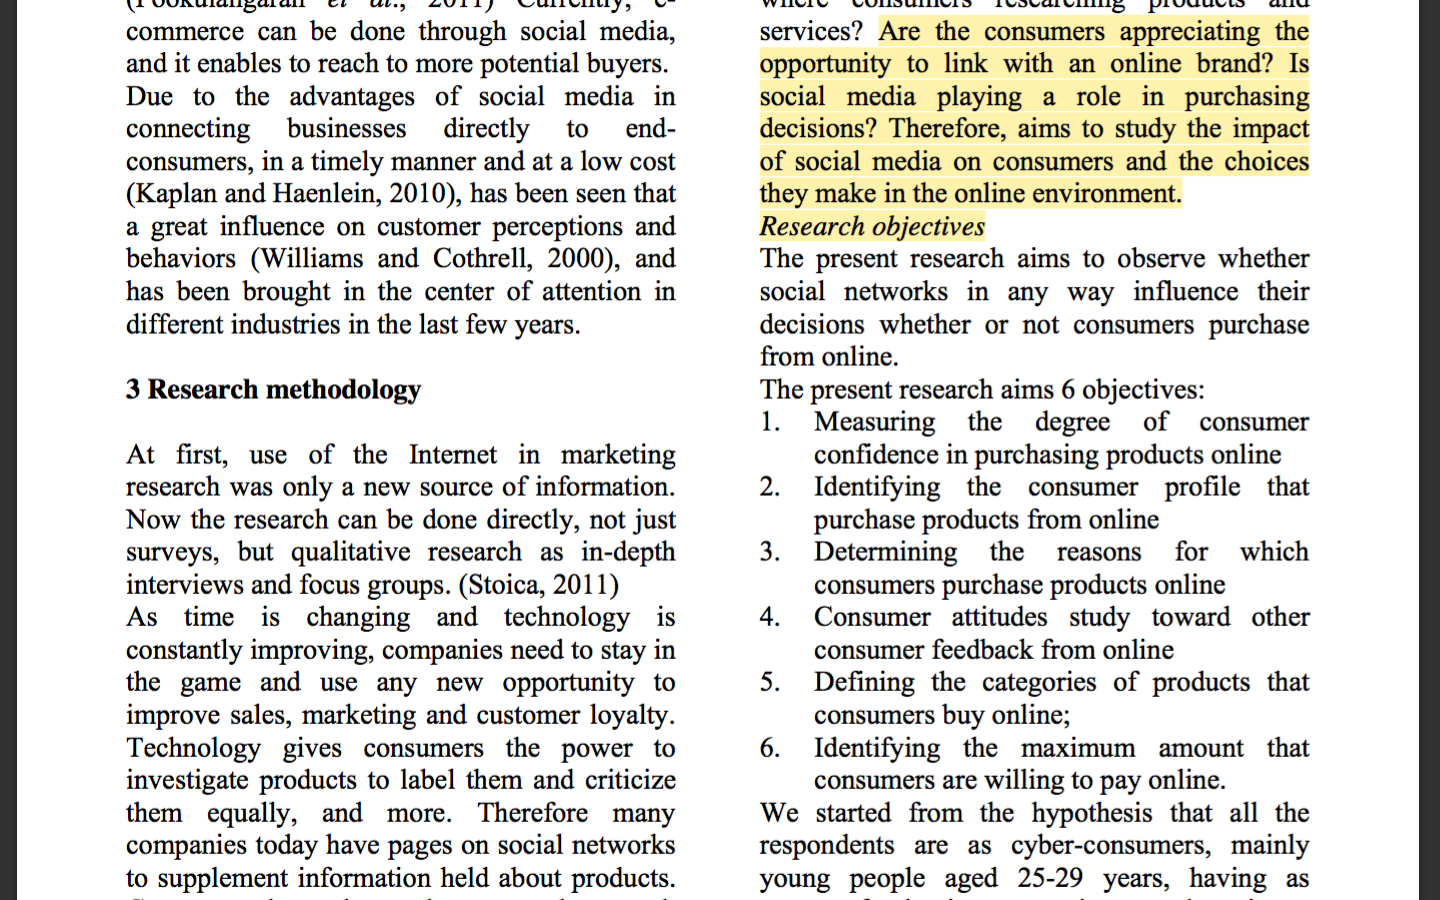 commerce can be done through social media,
and it enables to reach to more potential buyers.
Due to the advantages of social media in
connecting businesses directly to end-
consumers, in a timely manner and at a low cost
(Kaplan and Haenlein, 2010), has been seen that
a great influence on customer perceptions and
behaviors (Williams and Cothrell, 2000), and
has been brought in the center of attention in
different industries in the last few years.
3 Research methodology
At first, use of the Internet in marketing
research was only a new source of information.
Now the research can be done directly, not just
surveys, but qualitative research as in-depth
interviews and focus groups. (Stoica, 2011)
As time is changing and technology is
constantly improving, companies need to stay in
the game and use any new opportunity to
improve sales, marketing and customer loyalty.
Technology gives consumers the power to
investigate products to label them and criticize
them equally, and more. Therefore many
companies today have pages on social networks
to supplement information held about products.
where consumers researching products and
services? Are the consumers appreciating the
opportunity to link with an online brand? Is
social media playing a role in purchasing
decisions? Therefore, aims to study the impact
of social media on consumers and the choices
they make in the online environment.
Research objectives
The present research aims to observe whether
social networks in any way influence their
decisions whether or not consumers purchase
from online.
The present research aims 6 objectives:
1. Measuring the degree of consumer
confidence in purchasing products online
2. Identifying the consumer profile that
purchase products from online
3. Determining the reasons for which
consumers purchase products online
4. Consumer attitudes study toward other
consumer feedback from online
5. Defining the categories of products that
consumers buy online;
6. Identifying the maximum amount that
consumers are willing to pay online.
We started from the hypothesis that all the
respondents are as cyber-consumers, mainly
young people aged 25-29 years, having as